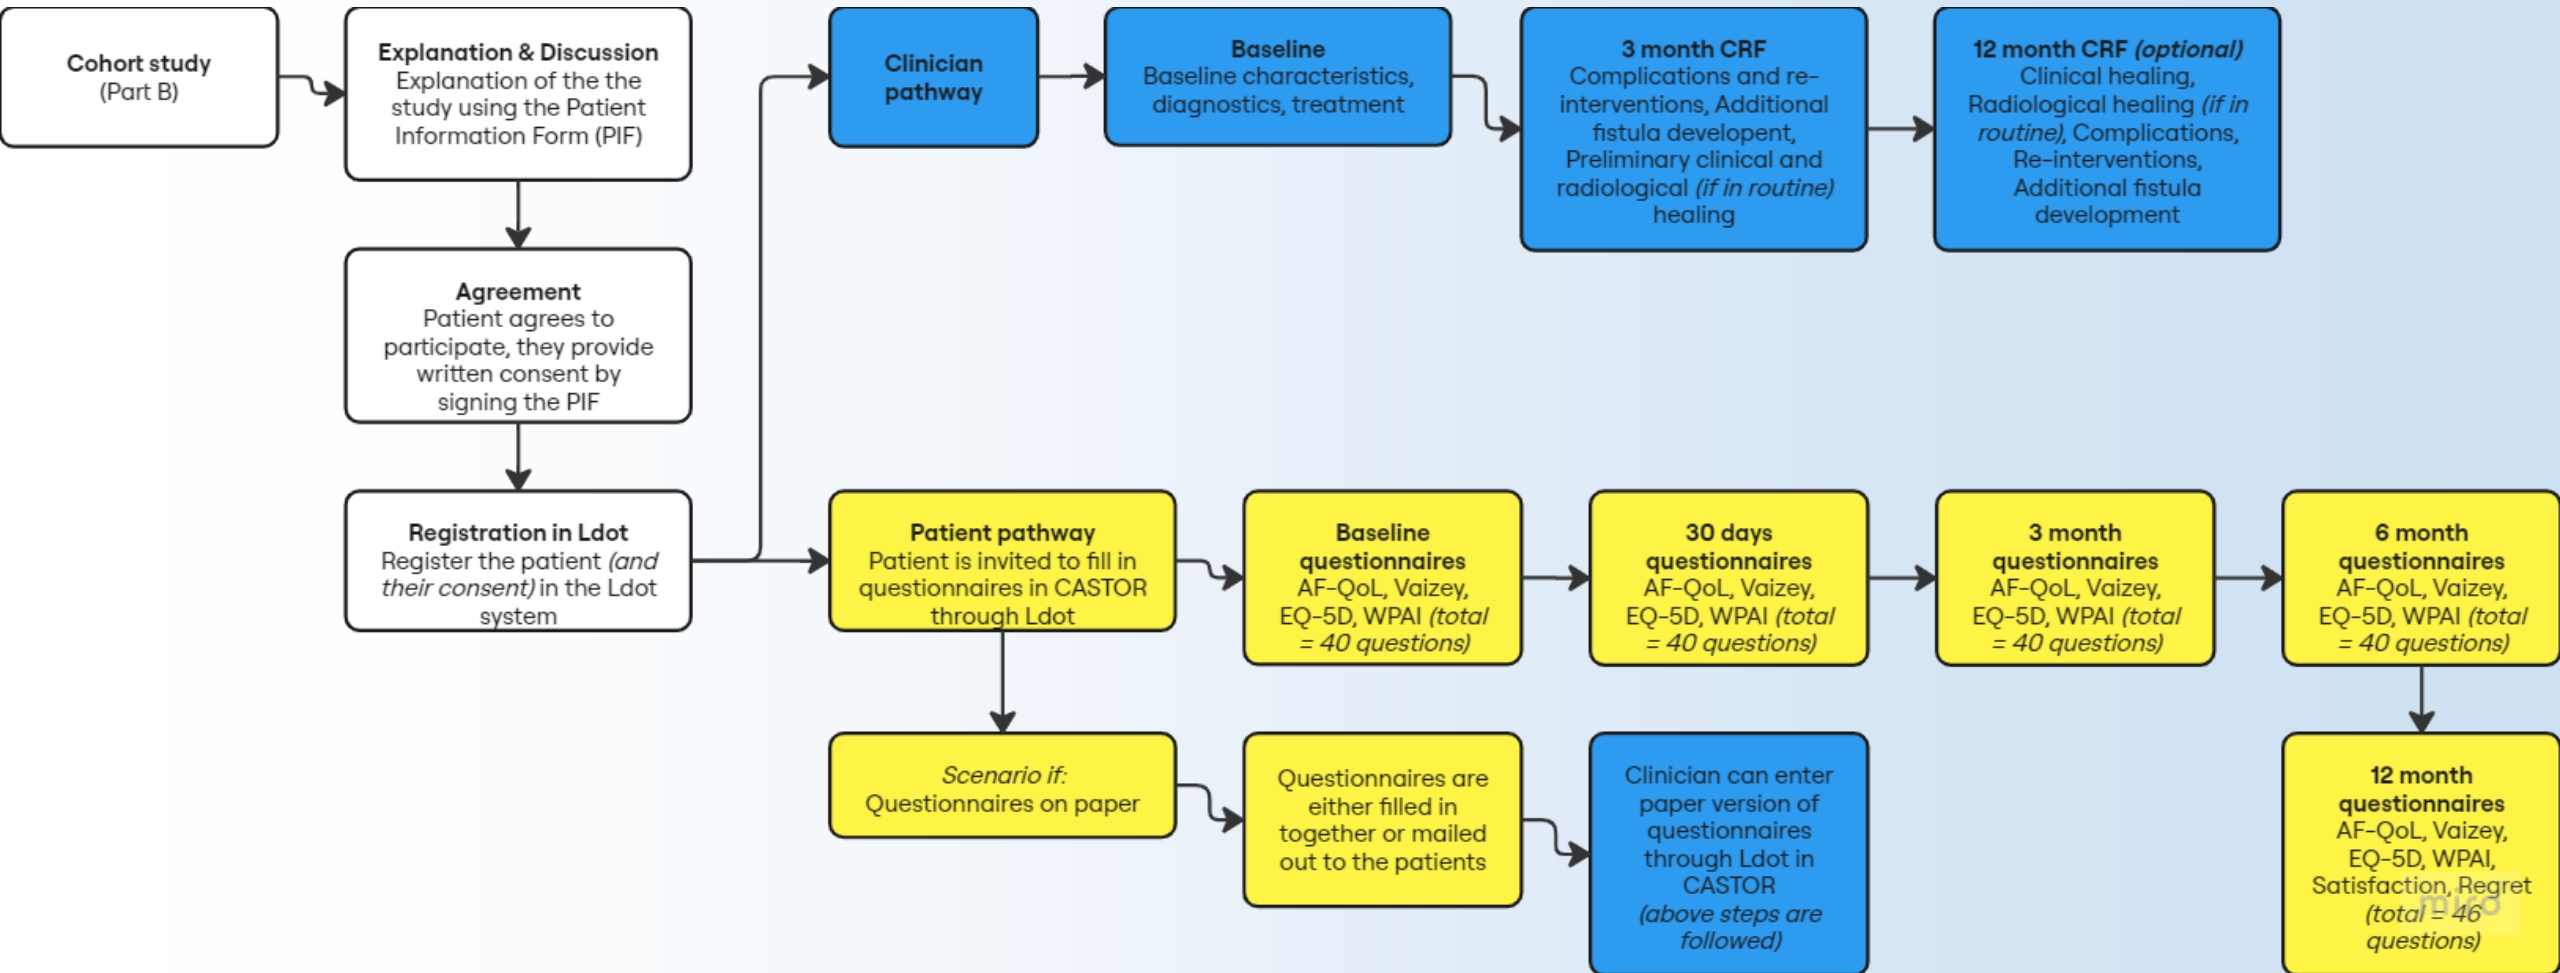 Cohort study
(Part B)
Explanation & Discussion
Explanation of the the
study using the Patient
Information Form (PIF)
Agreement
Patient agrees to
participate, they provide
written consent by
signing the PIF
Registration in Ldot
Register the patient (and
their consent) in the Ldot
system
Clinician
pathway
Baseline
Baseline characteristics,
diagnostics, treatment
3 month CRF
Complications and re-
interventions, Additional
fistula developent,
Preliminary clinical and
radiological (if in routine)
healing
12 month CRF (optional)
Clinical healing,
Radiological healing (if in
routine), Complications,
Re-interventions,
Additional fistula
development
Patient pathway
Patient is invited to fill in
questionnaires in CASTOR
through Ldot
Baseline
questionnaires
AF-QoL, Vaizey,
EQ-5D, WPAI (total
= 40 questions)
30 days
questionnaires
AF-QoL, Vaizey,
EQ-5D, WPAI (total
= 40 questions)
3 month
questionnaires
AF-QoL, Vaizey,
EQ-5D, WPAI (total
= 40 questions)
6 month
questionnaires
AF-QoL, Vaizey,
EQ-5D, WPAI (total
= 40 questions)
Scenario if:
Questionnaires on paper
Questionnaires are
either filled in
together or mailed
out to the patients
Clinician can enter
paper version of
questionnaires
through Ldot in
CASTOR
(above steps are
followed)
12 month
questionnaires
AF-QoL, Vaizey,
EQ-5D, WPAI,
Satisfaction, Regret
(total = 46
questions)
miro